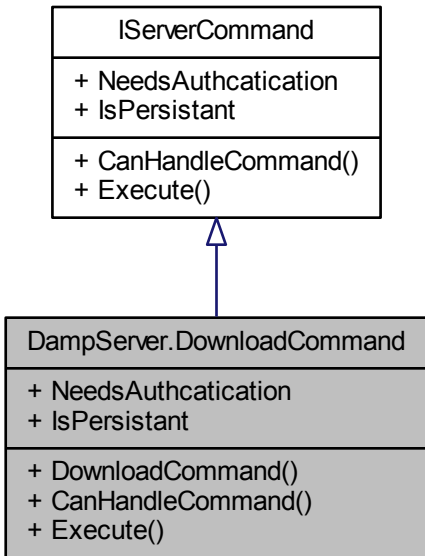 IServerCommand
+ NeedsAuthcatication
+ IsPersistant
+ CanHandleCommand()
+ Execute()
DampServer.DownloadCommand
+ NeedsAuthcatication
+ IsPersistant
+ DownloadCommand()
+ CanHandleCommand()
+ Execute()